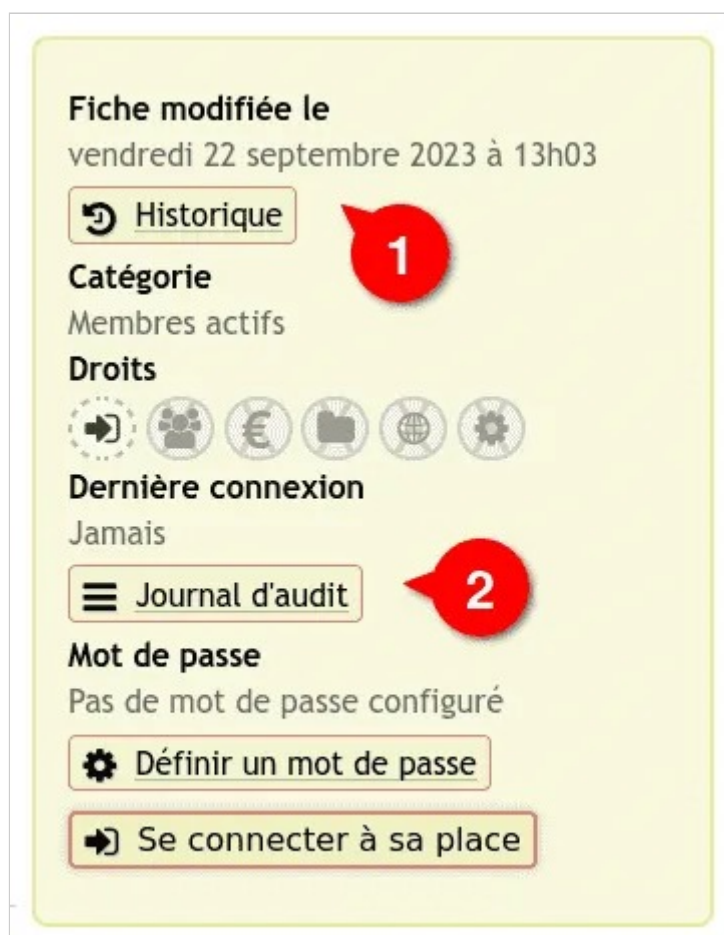 Fiche modifiée le
vendredi 22 septembre 2023 à 13h03
Historique
1
Catégorie
Membres actifs
Droits
€
Dernière connexion
Jamais
Journal d'audit
2
Mot de passe
Pas de mot de passe configuré
Définir un mot de passe
Se connecter à sa place